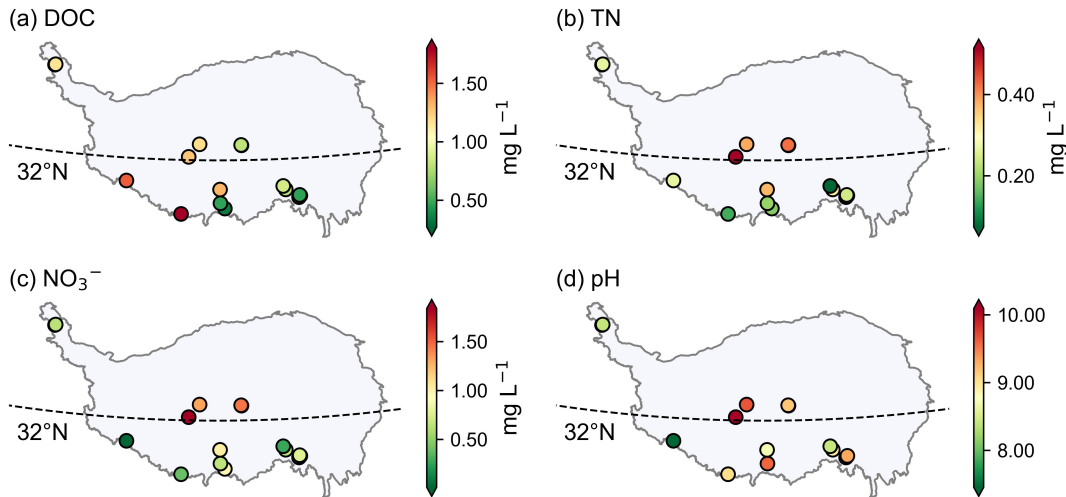 (a) DOC
1.50
1.00
0.50
mg L⁻¹
32°N
(b) TN
0.40
0.20
mg L⁻¹
32°N
(c) NO₃⁻
1.50
1.00
0.50
mg L⁻¹
32°N
(d) pH
10.00
9.00
8.00
32°N